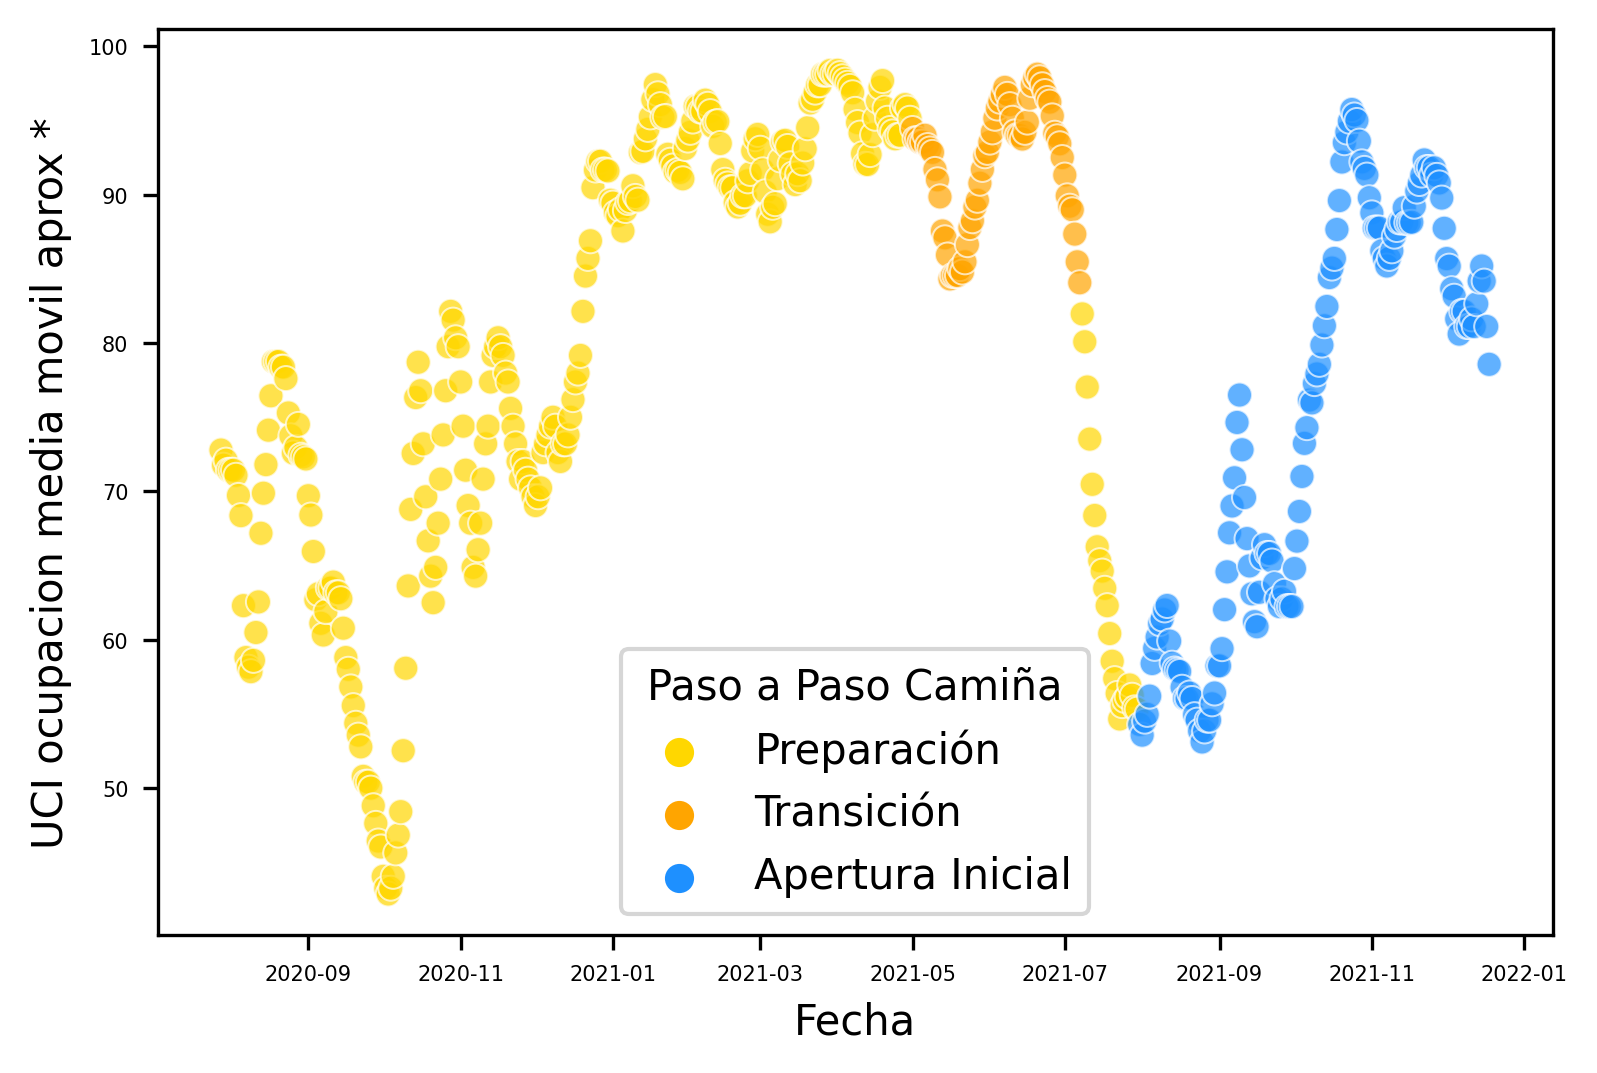 UCI ocupacion media movil aprox *
100
90
80
70
60
50
Paso a Paso Camiña
Preparación
Transición
Apertura Inicial
2020-09 2020-11 2021-01 2021-03 2021-05 2021-07 2021-09 2021-11 2022-01
Fecha